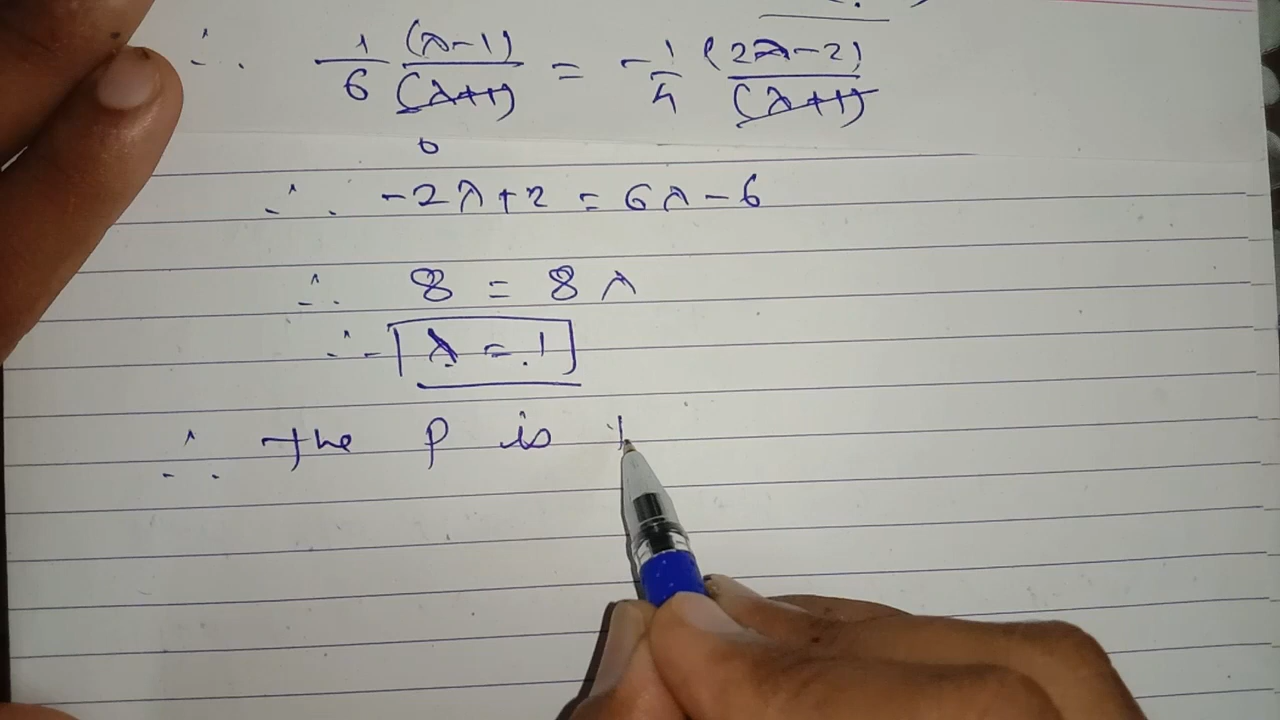 ∴ 1/6 (λ-1)/(λ+1) = -1/4 (2λ-2)/(λ+1)
∴ -2λ+2 = 6λ-6
∴ 8 = 8λ
∴ λ = 1
∴ the P is